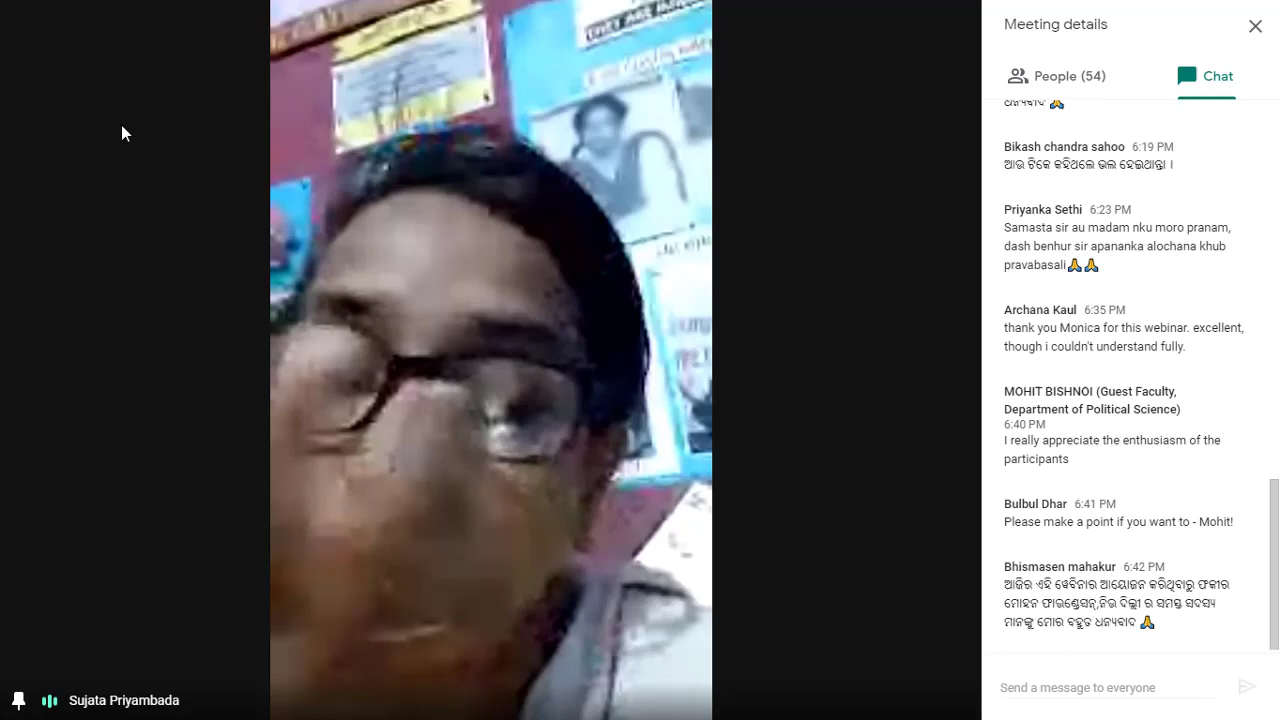 THEY ARE
Meeting details
People (54)
Chat
ଧନ୍ୟବାଦ 🙏
Bikash chandra sahoo 6:19 PM
ଆଉ ଟିକେ କହିଥଲେ ଭଲ ହେଇଥାନ୍ତା ।
Priyanka Sethi 6:23 PM
Samasta sir au madam nku moro pranam,
dash benhur sir apananka alochana khub
pravabasali🙏🙏
Archana Kaul 6:35 PM
thank you Monica for this webinar. excellent,
though i couldn't understand fully.
MOHIT BISHNOI (Guest Faculty,
Department of Political Science)
6:40 PM
I really appreciate the enthusiasm of the
participants
Bulbul Dhar 6:41 PM
Please make a point if you want to - Mohit!
Bhismasen mahakur 6:42 PM
ଆଜିର ଏହି ୱେବିନାର ଆୟୋଜନ କରିଥିବାରୁ ଫକୀର
ମୋହନ ଫାଉଣ୍ଡେସନ୍,ନିଉ ଦିଲ୍ଲୀ ର ସମସ୍ତ ସଦସ୍ୟ
ମାନଙ୍କୁ ମୋର ବହୁତ ଧନ୍ୟବାଦ 🙏
Send a message to everyone
Sujata Priyambada